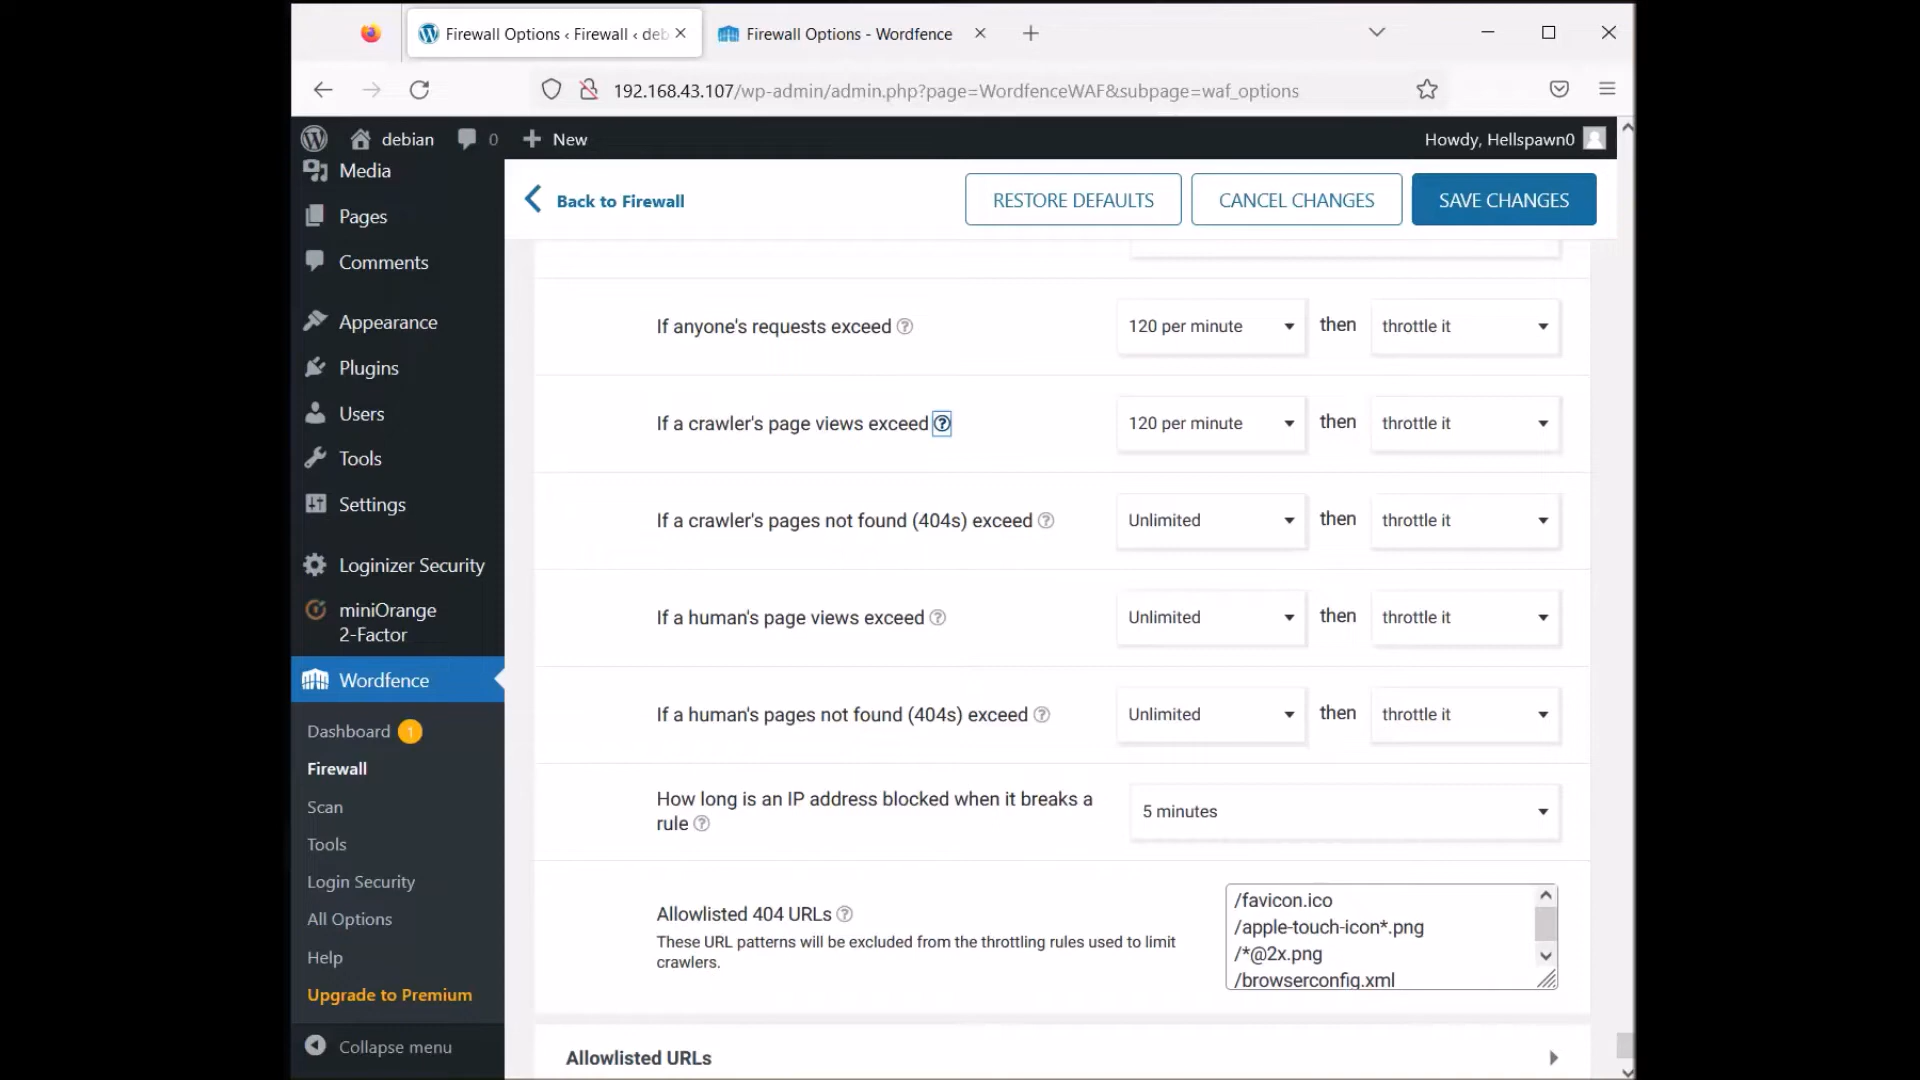 Firewall Options ‹ Firewall ‹ deb
Firewall Options - Wordfence
192.168.43.107/wp-admin/admin.php?page=WordfenceWAF&subpage=waf_options
debian
0
New
Howdy, Hellspawn0
Media
Pages
Comments
Appearance
Plugins
Users
Tools
Settings
Loginizer Security
miniOrange
2-Factor
Wordfence
Dashboard 1
Firewall
Scan
Tools
Login Security
All Options
Help
Upgrade to Premium
Collapse menu
Back to Firewall
RESTORE DEFAULTS
CANCEL CHANGES
SAVE CHANGES
If anyone's requests exceed ? 120 per minute then throttle it
If a crawler's page views exceed ? 120 per minute then throttle it
If a crawler's pages not found (404s) exceed ? Unlimited then throttle it
If a human's page views exceed ? Unlimited then throttle it
If a human's pages not found (404s) exceed ? Unlimited then throttle it
How long is an IP address blocked when it breaks a
rule ?
5 minutes
Allowlisted 404 URLs ?
These URL patterns will be excluded from the throttling rules used to limit
crawlers.
/favicon.ico
/apple-touch-icon*.png
/*@2x.png
/browserconfig.xml
Allowlisted URLs